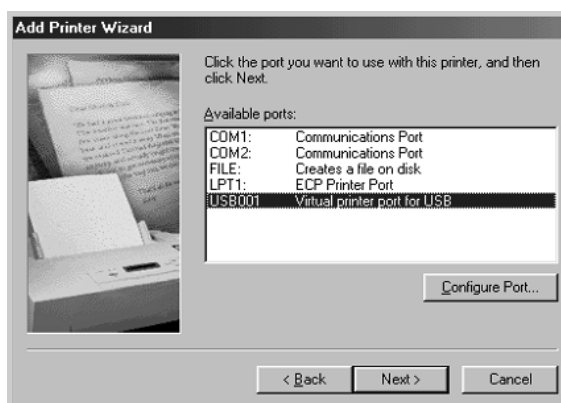 Add Printer Wizard
Click the port you want to use with this printer, and then
click Next.
Available ports:
COM1: Communications Port
COM2: Communications Port
FILE: Creates a file on disk
LPT1: ECP Printer Port
USB001 Virtual printer port for USB
Configure Port...
< Back Next > Cancel